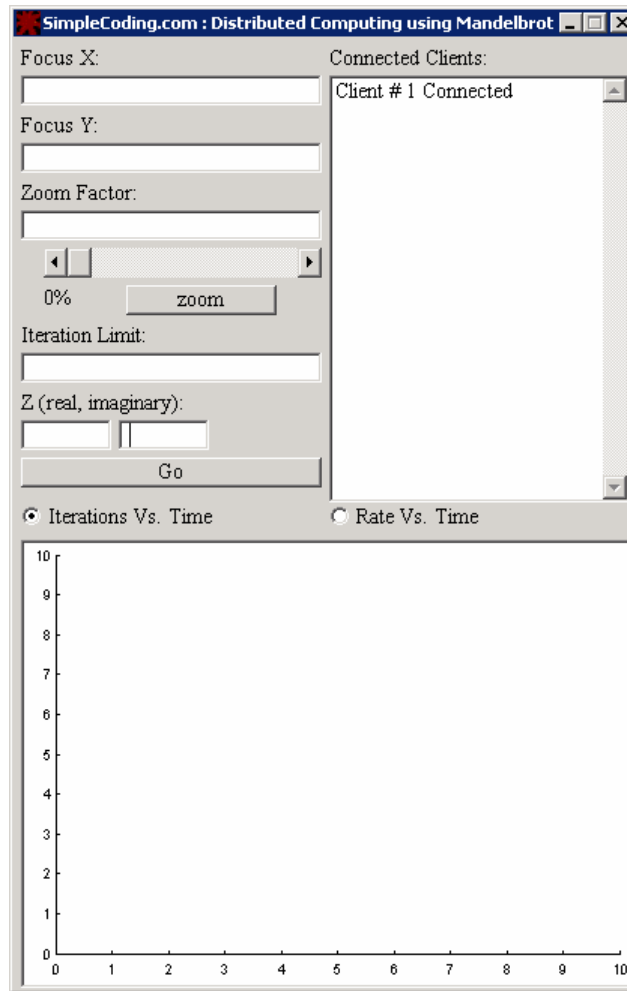 SimpleCoding.com : Distributed Computing using Mandelbrot
Focus X:
Connected Clients:
Client # 1 Connected
Focus Y:
Zoom Factor:
0%
zoom
Iteration Limit:
Z (real, imaginary):
Go
Iterations Vs. Time
Rate Vs. Time
10
9
8
7
6
5
4
3
2
1
0
0 1 2 3 4 5 6 7 8 9 10